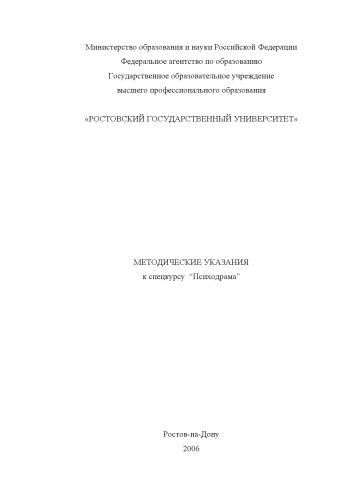 Министерство образования и науки Российской Федерации
Федеральное агентство по образованию
Государственное образовательное учреждение
высшего профессионального образования
«РОСТОВСКИЙ ГОСУДАРСТВЕННЫЙ УНИВЕРСИТЕТ»
МЕТОДИЧЕСКИЕ УКАЗАНИЯ
к спецкурсу “Психодрама”
Ростов-на-Дону
2006